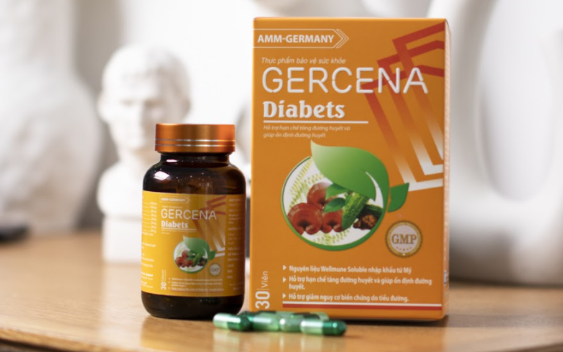 AMM-GERMANY
Thực phẩm bảo vệ sức khỏe
GERCENA
Diabets
Hỗ trợ hạn chế tăng đường huyết và
giúp ổn định đường huyết
GMP
Nguyên liệu Wellmune Soluble nhập khẩu từ Mỹ
Hỗ trợ hạn chế tăng đường huyết và giúp ổn định đường
huyết.
Hỗ trợ giảm nguy cơ biến chứng do tiểu đường.
30 Viên
AMM-GERMANY
GERCENA
Diabets